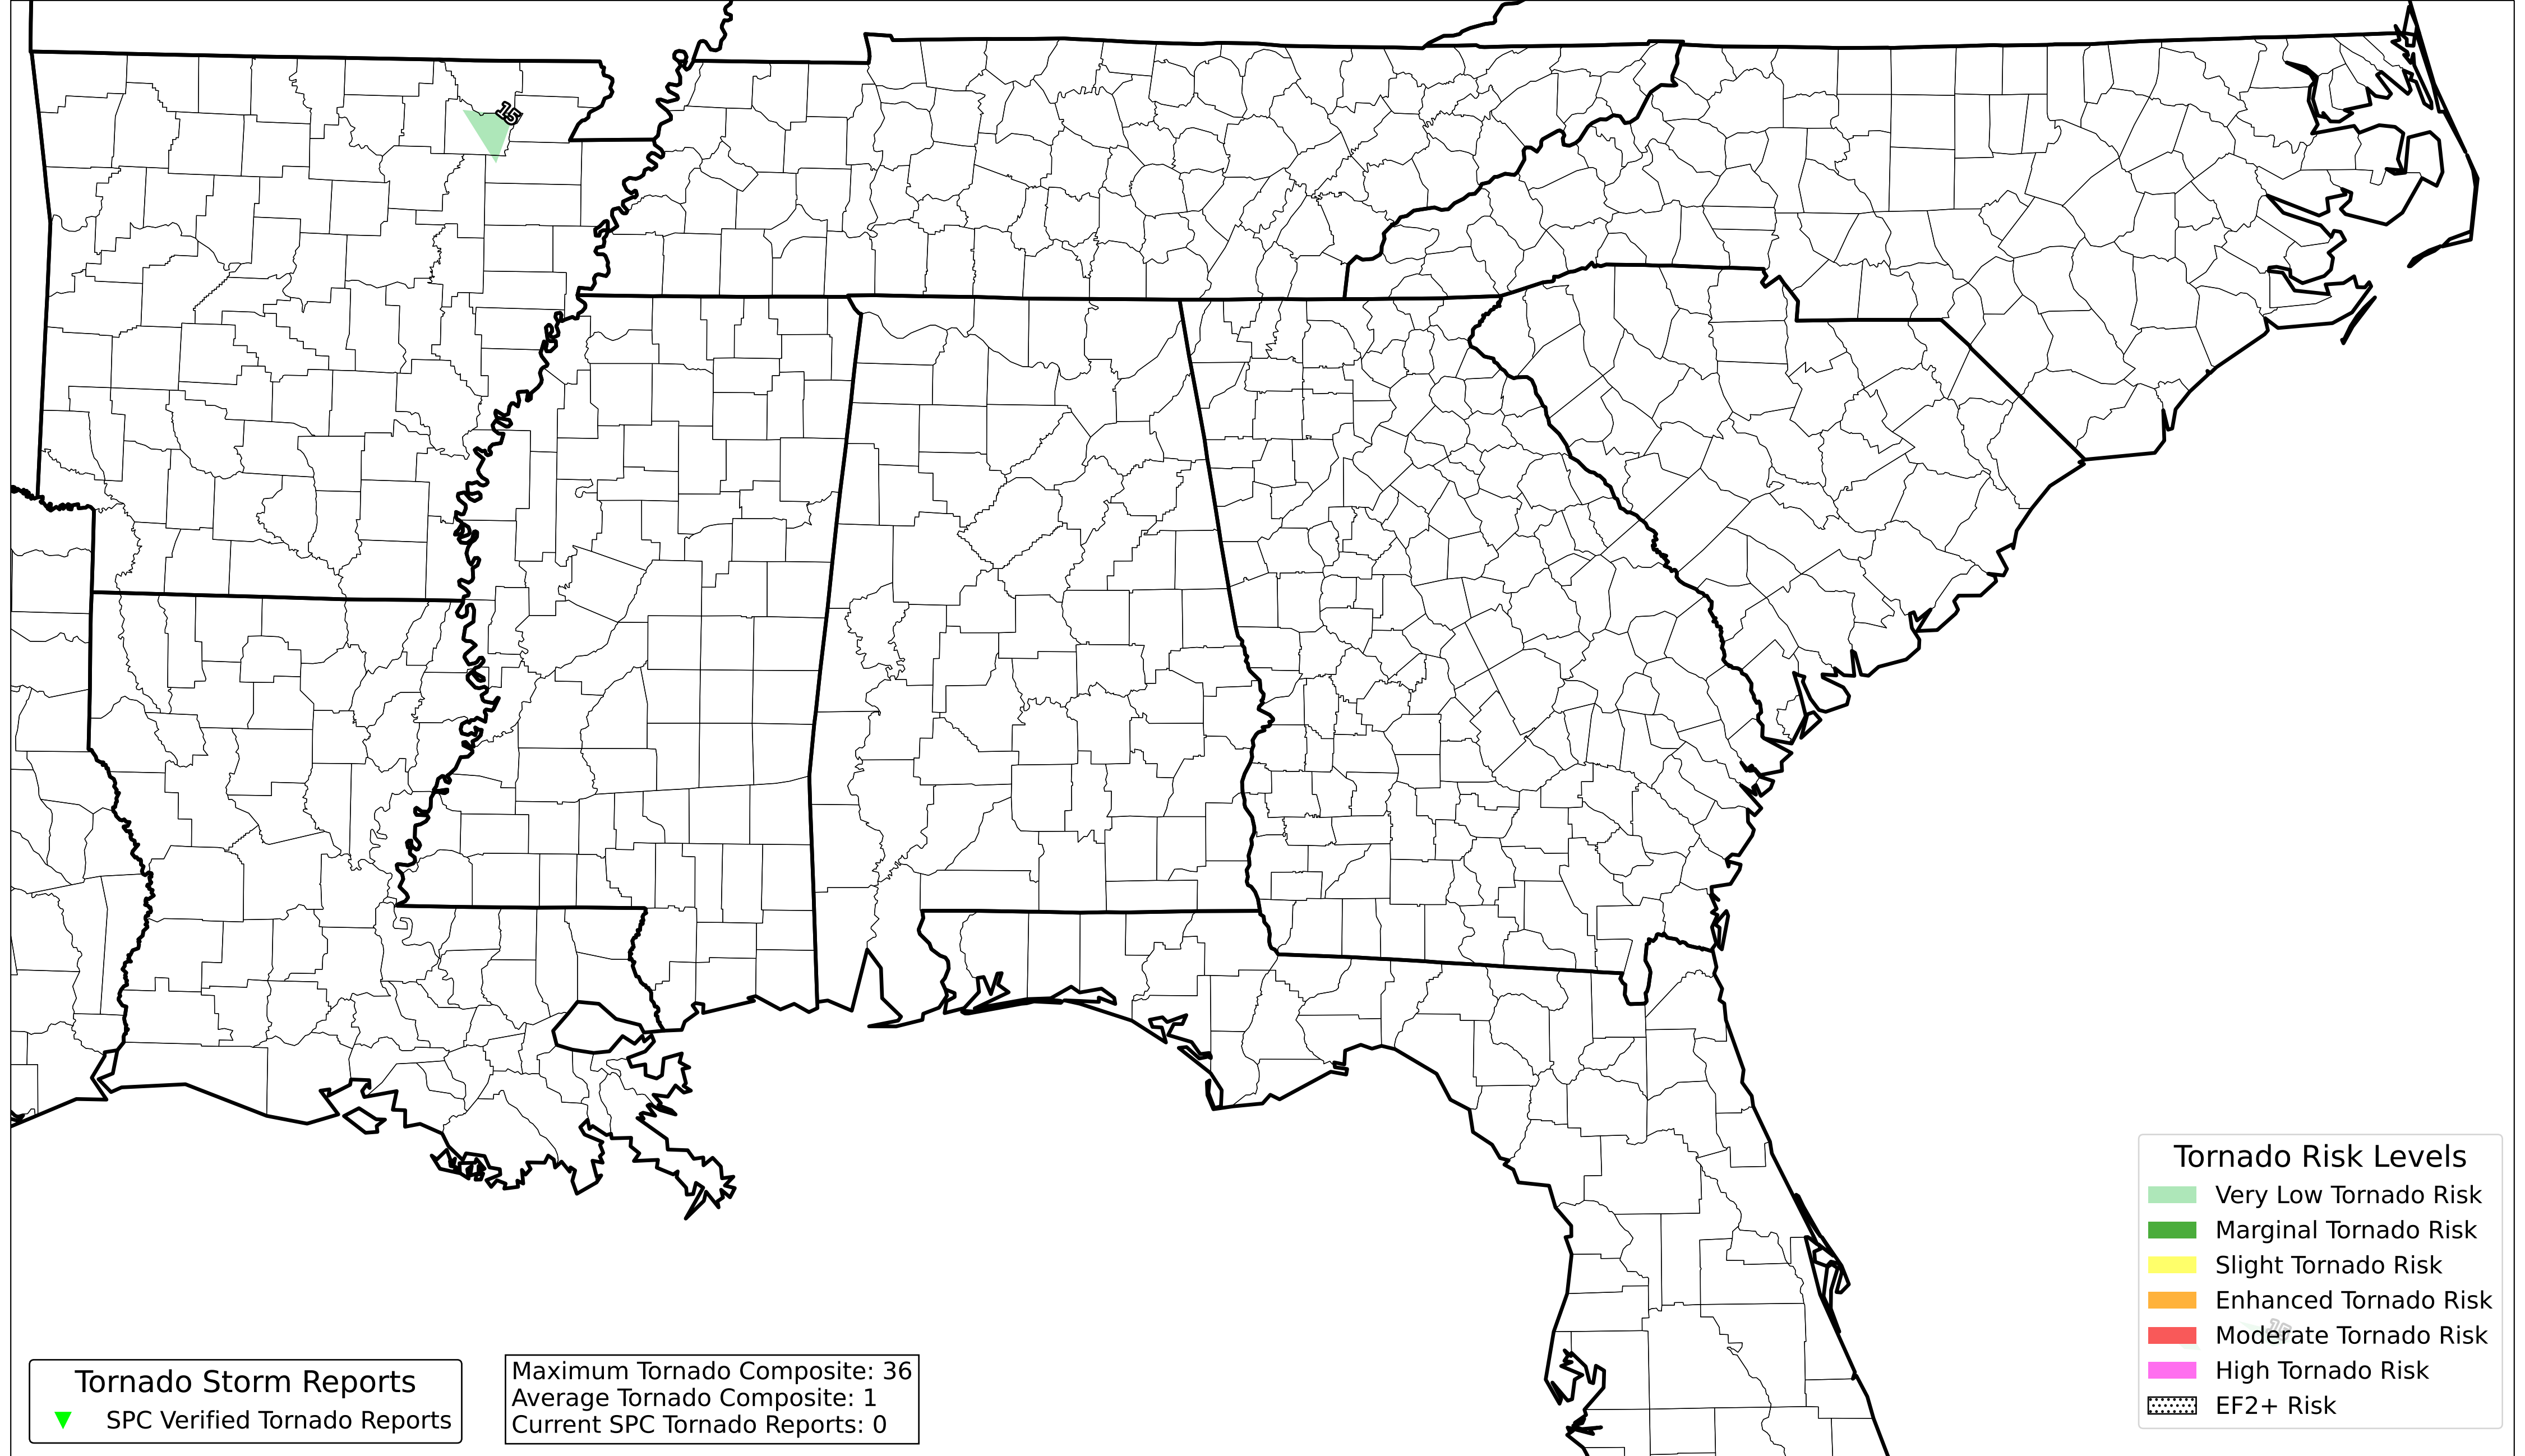 15
Tornado Risk Levels
Very Low Tornado Risk
Marginal Tornado Risk
Slight Tornado Risk
Enhanced Tornado Risk
15
Moderate Tornado Risk
High Tornado Risk
EF2+ Risk
Tornado Storm Reports
SPC Verified Tornado Reports
Maximum Tornado Composite: 36
Average Tornado Composite: 1
Current SPC Tornado Reports: 0